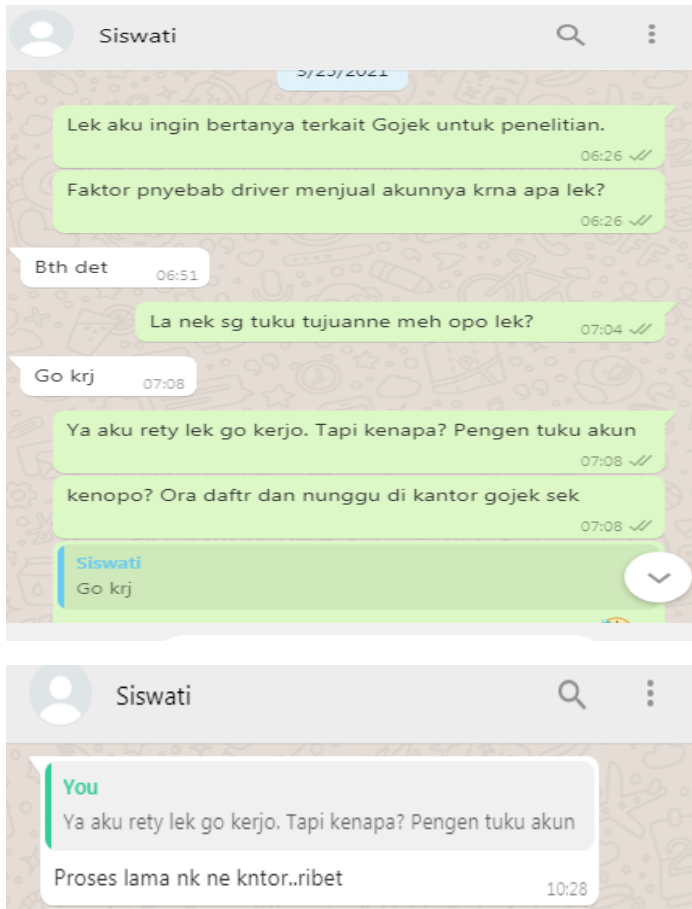 Siswati
Lek aku ingin bertanya terkait Gojek untuk penelitian.
06:26
Faktor pnyebab driver menjual akunnya krna apa lek?
06:26
Bth det
06:51
La nek sg tuku tujuanne meh opo lek?
07:04
Go krj
07:08
Ya aku rety lek go kerjo. Tapi kenapa? Pengen tuku akun
07:08
kenopo? Ora daftr dan nunggu di kantor gojek sek
07:08
Siswati
Go krj
Siswati
You
Ya aku rety lek go kerjo. Tapi kenapa? Pengen tuku akun
Proses lama nk ne kntor..ribet
10:28